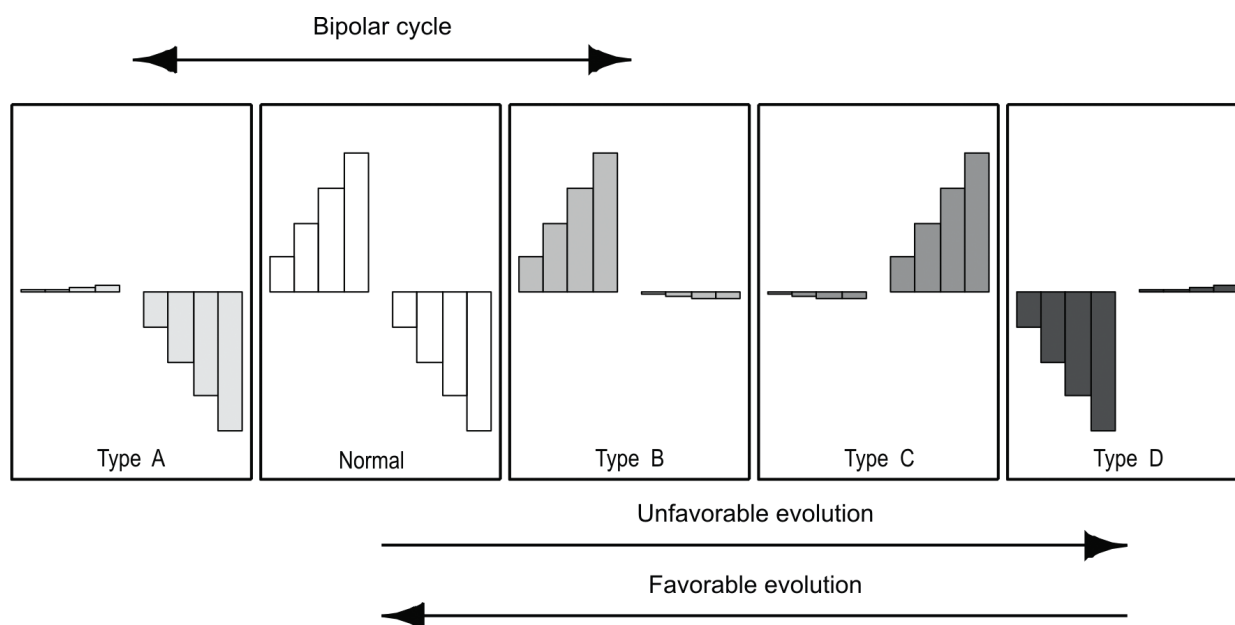 Bipolar cycle
Type A
Normal
Type B
Type C
Type D
Unfavorable evolution
Favorable evolution